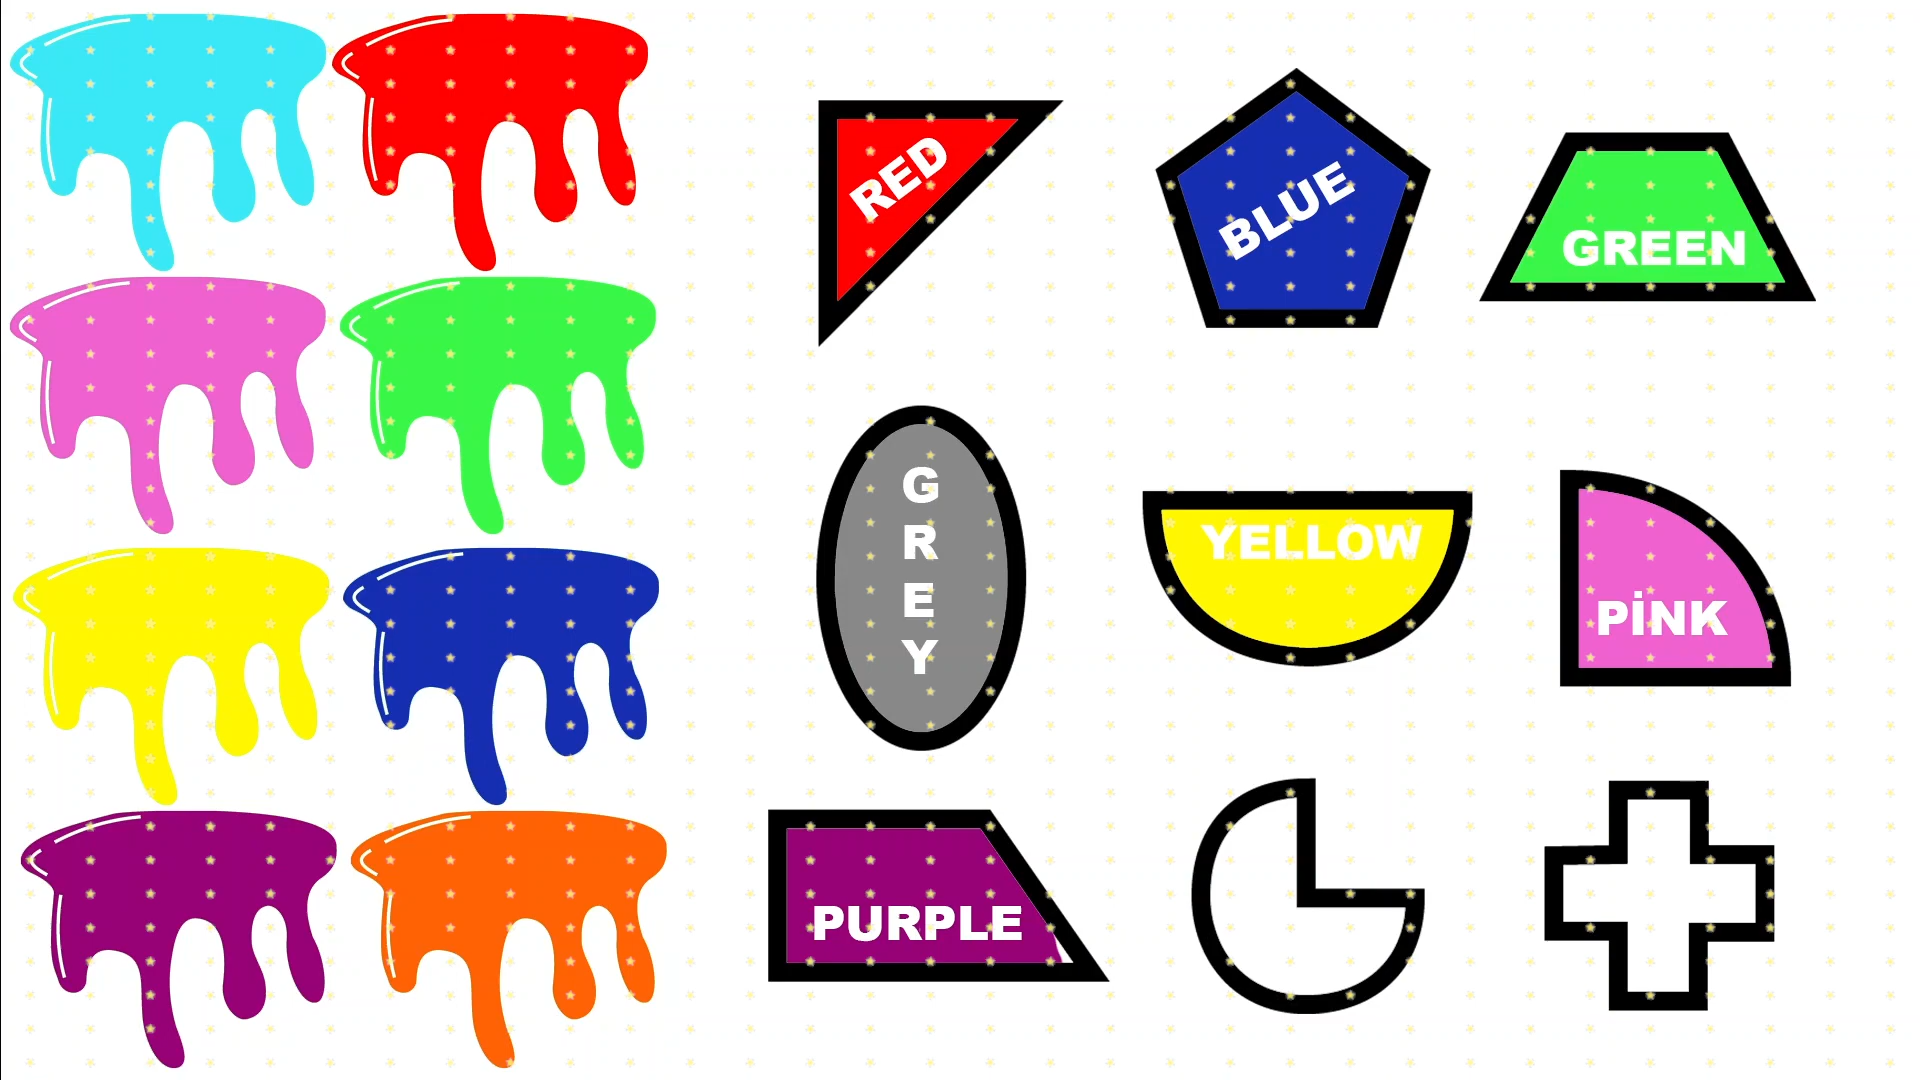 RED
BLUE
GREEN
G
R
E
Y
YELLOW
PİNK
PURPLE